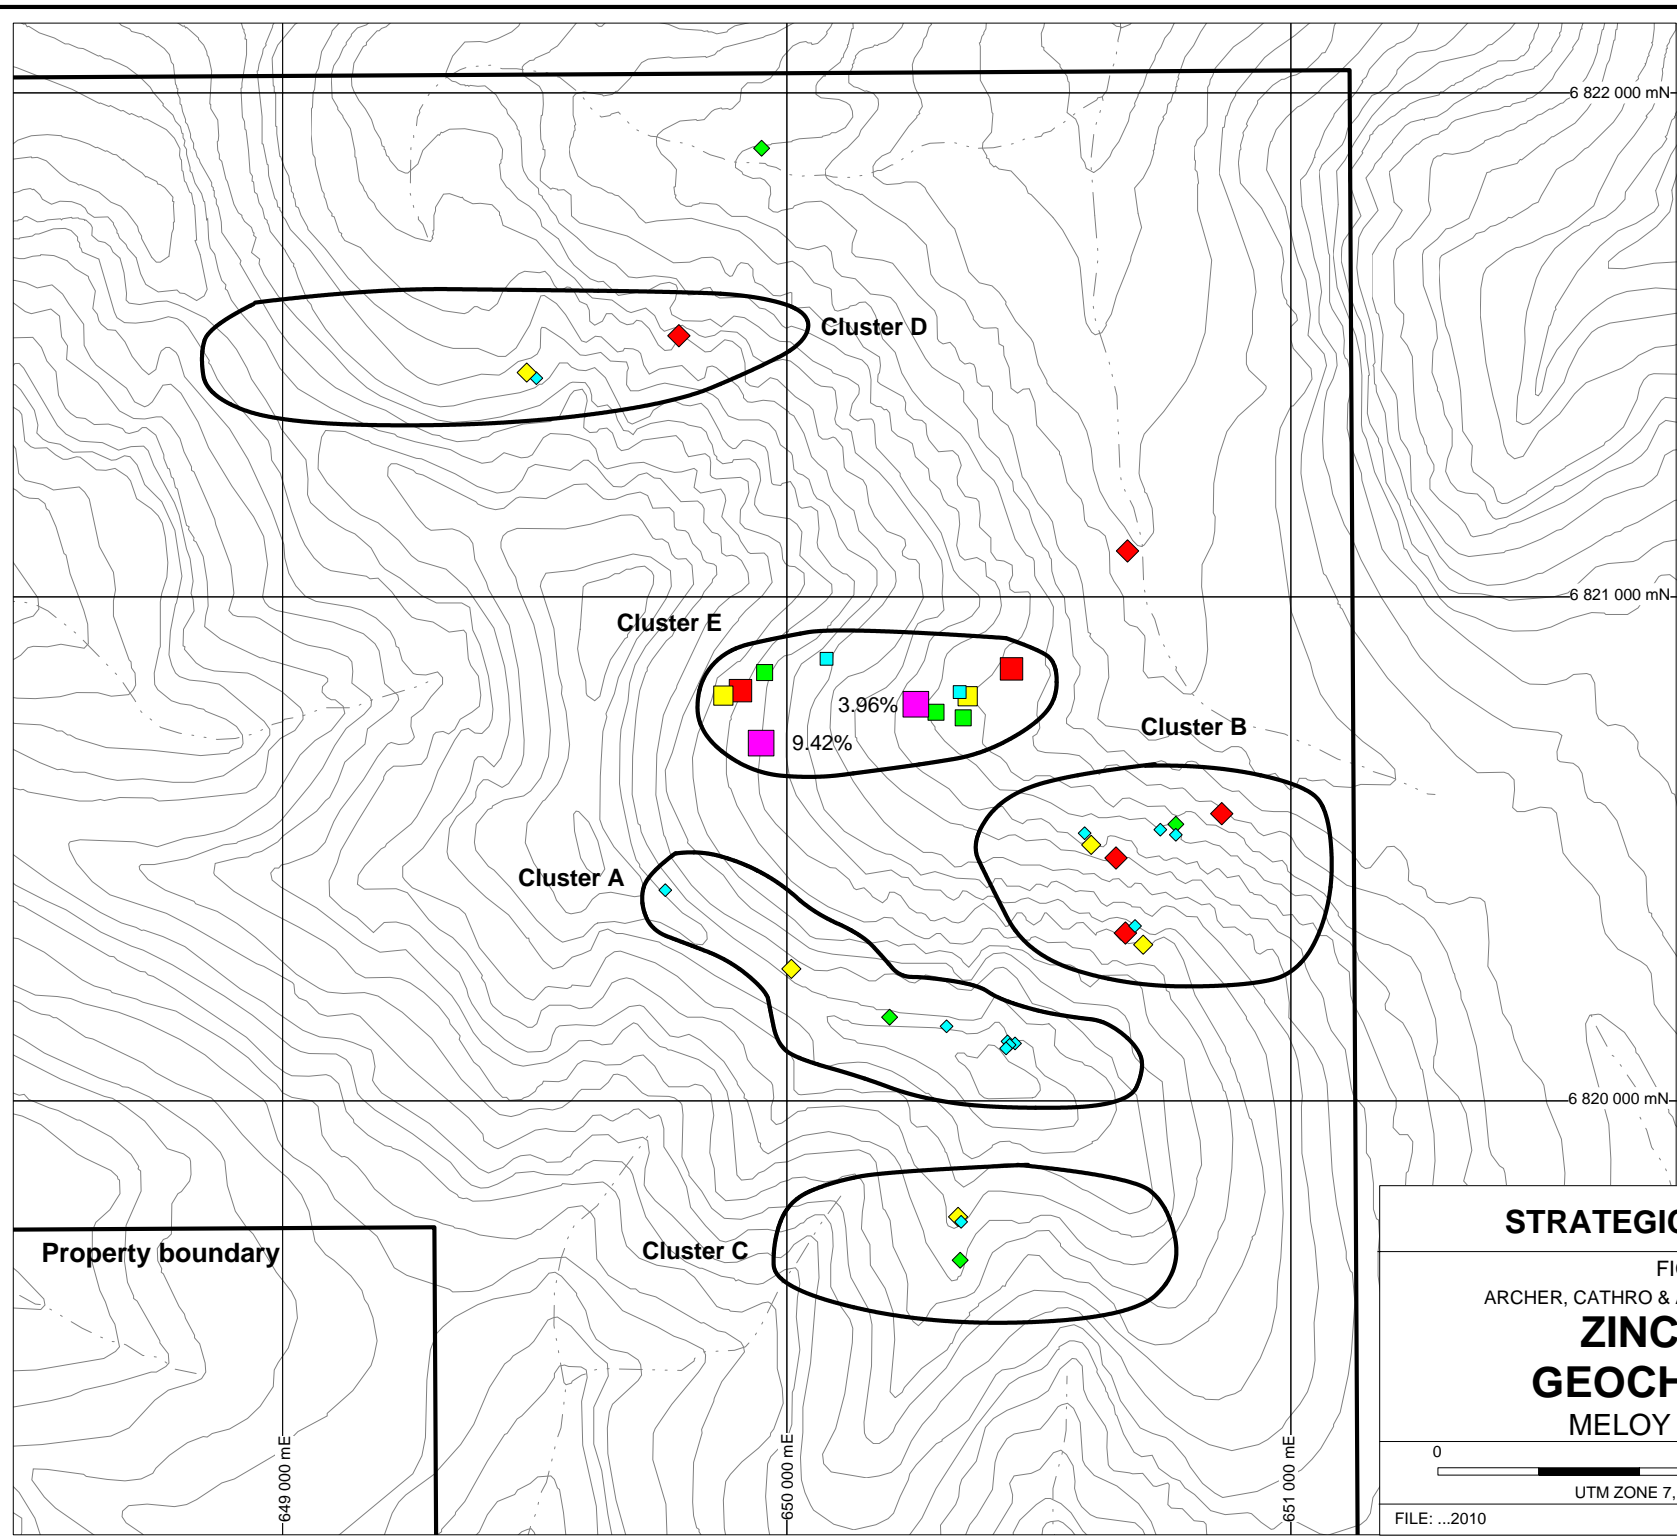 6 822 000 mN
Cluster D
6 821 000 mN
Cluster E
3.96%
Cluster B
9.42%
Cluster A
6 820 000 mN
STRATEGIC
Property boundary
Cluster C
ARCHER, CATHRO &
ZINC
GEOCH
MELOY
649 000 mE
650 000 mE
651 000 mE
0
UTM ZONE 7,
FILE: ...2010